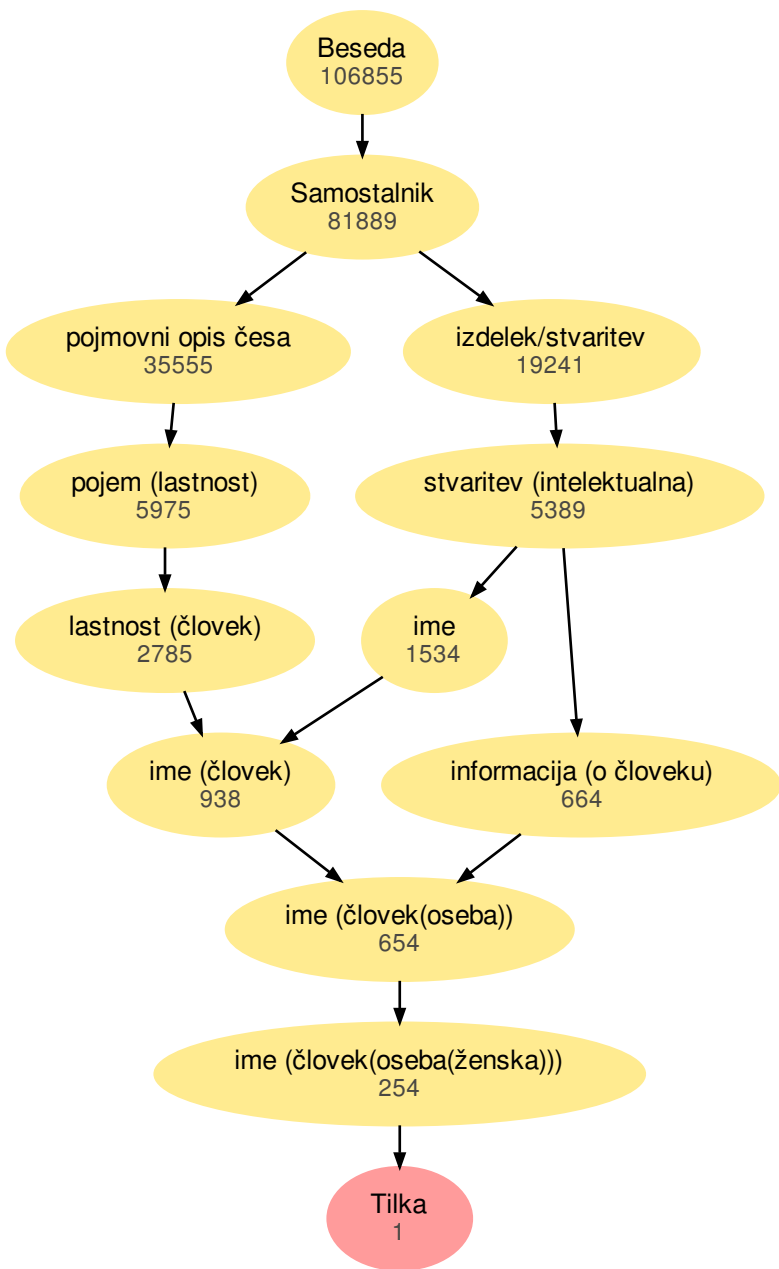 Beseda
106855
Samostalnik
81889
pojmovni opis česa
35555
izdelek/stvaritev
19241
pojem (lastnost)
5975
stvaritev (intelektualna)
5389
lastnost (človek)
2785
ime
1534
ime (človek)
938
informacija (o človeku)
664
ime (človek(oseba))
654
ime (človek(oseba(ženska)))
254
Tilka
1